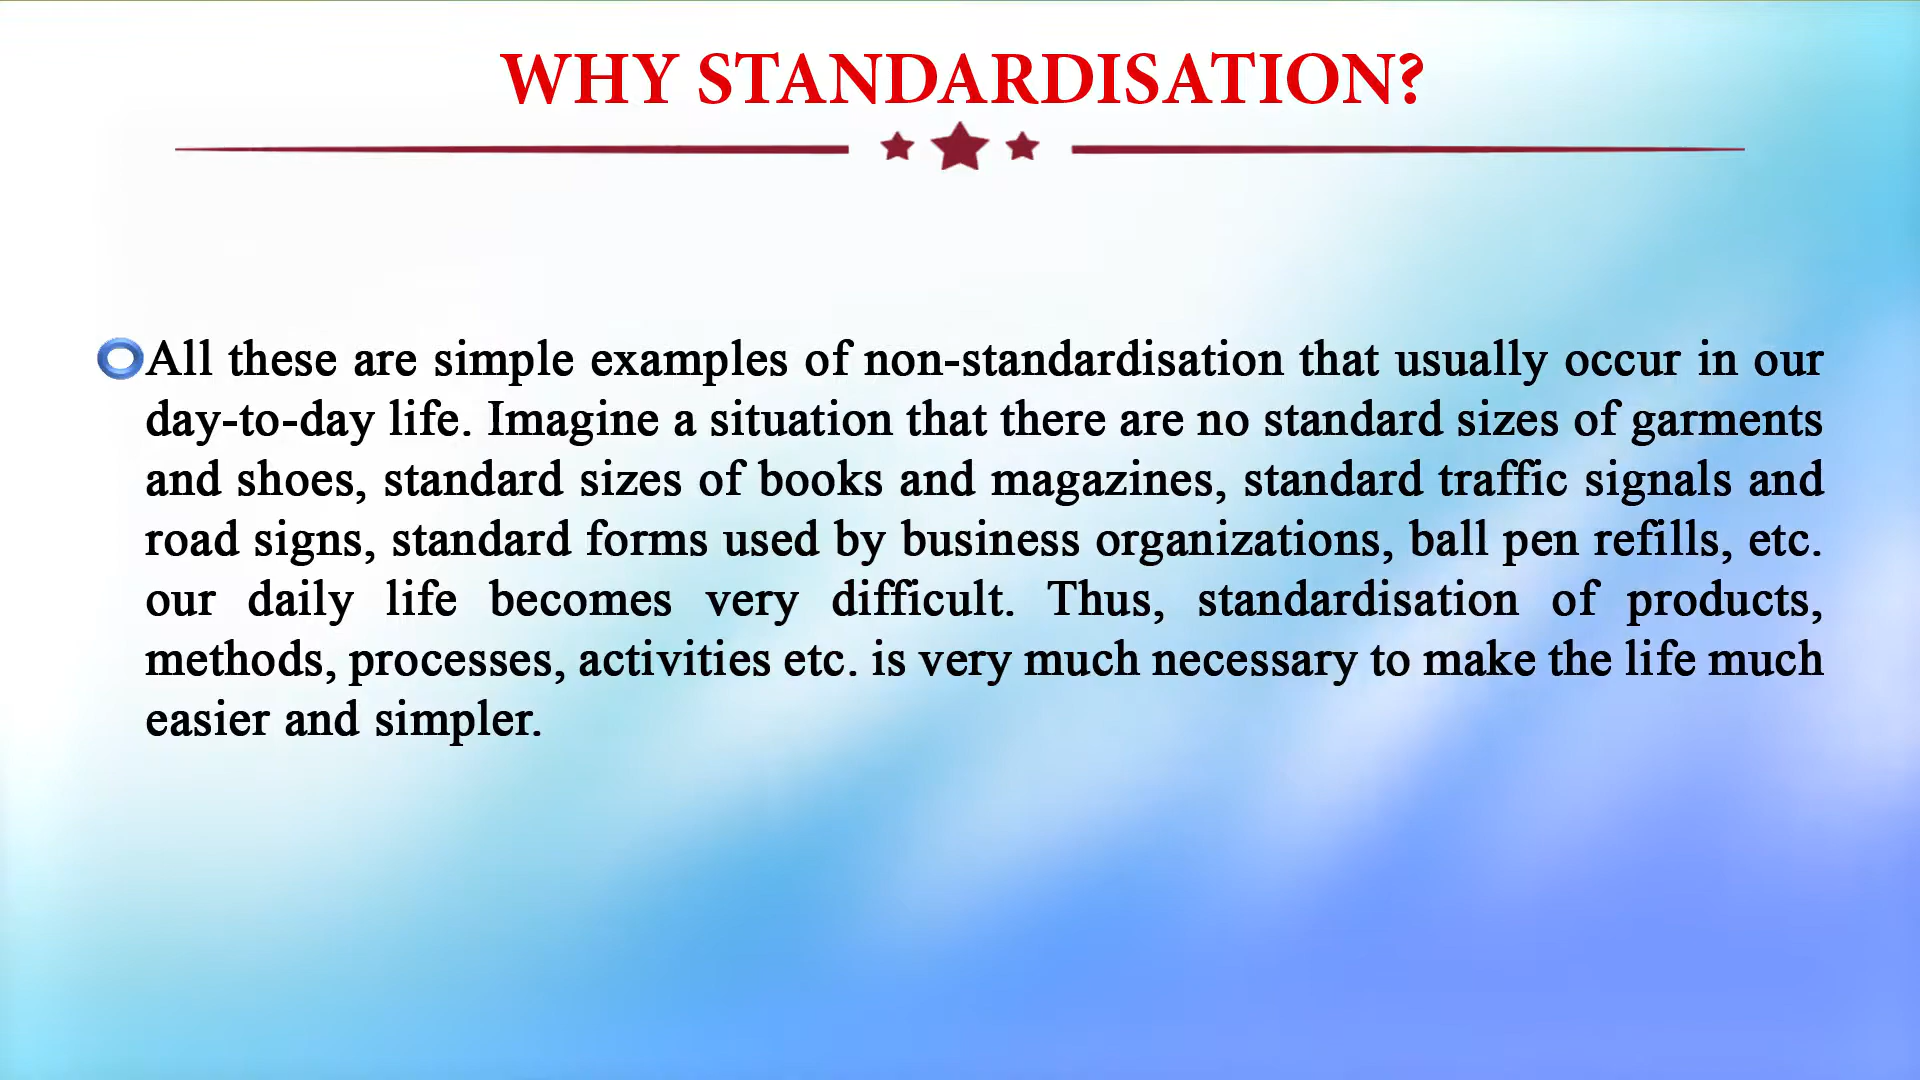 WHY STANDARDISATION?
All these are simple examples of non-standardisation that usually occur in our
day-to-day life. Imagine a situation that there are no standard sizes of garments
and shoes, standard sizes of books and magazines, standard traffic signals and
road signs, standard forms used by business organizations, ball pen refills, etc.
our daily life becomes very difficult. Thus, standardisation of products,
methods, processes, activities etc. is very much necessary to make the life much
easier and simpler.